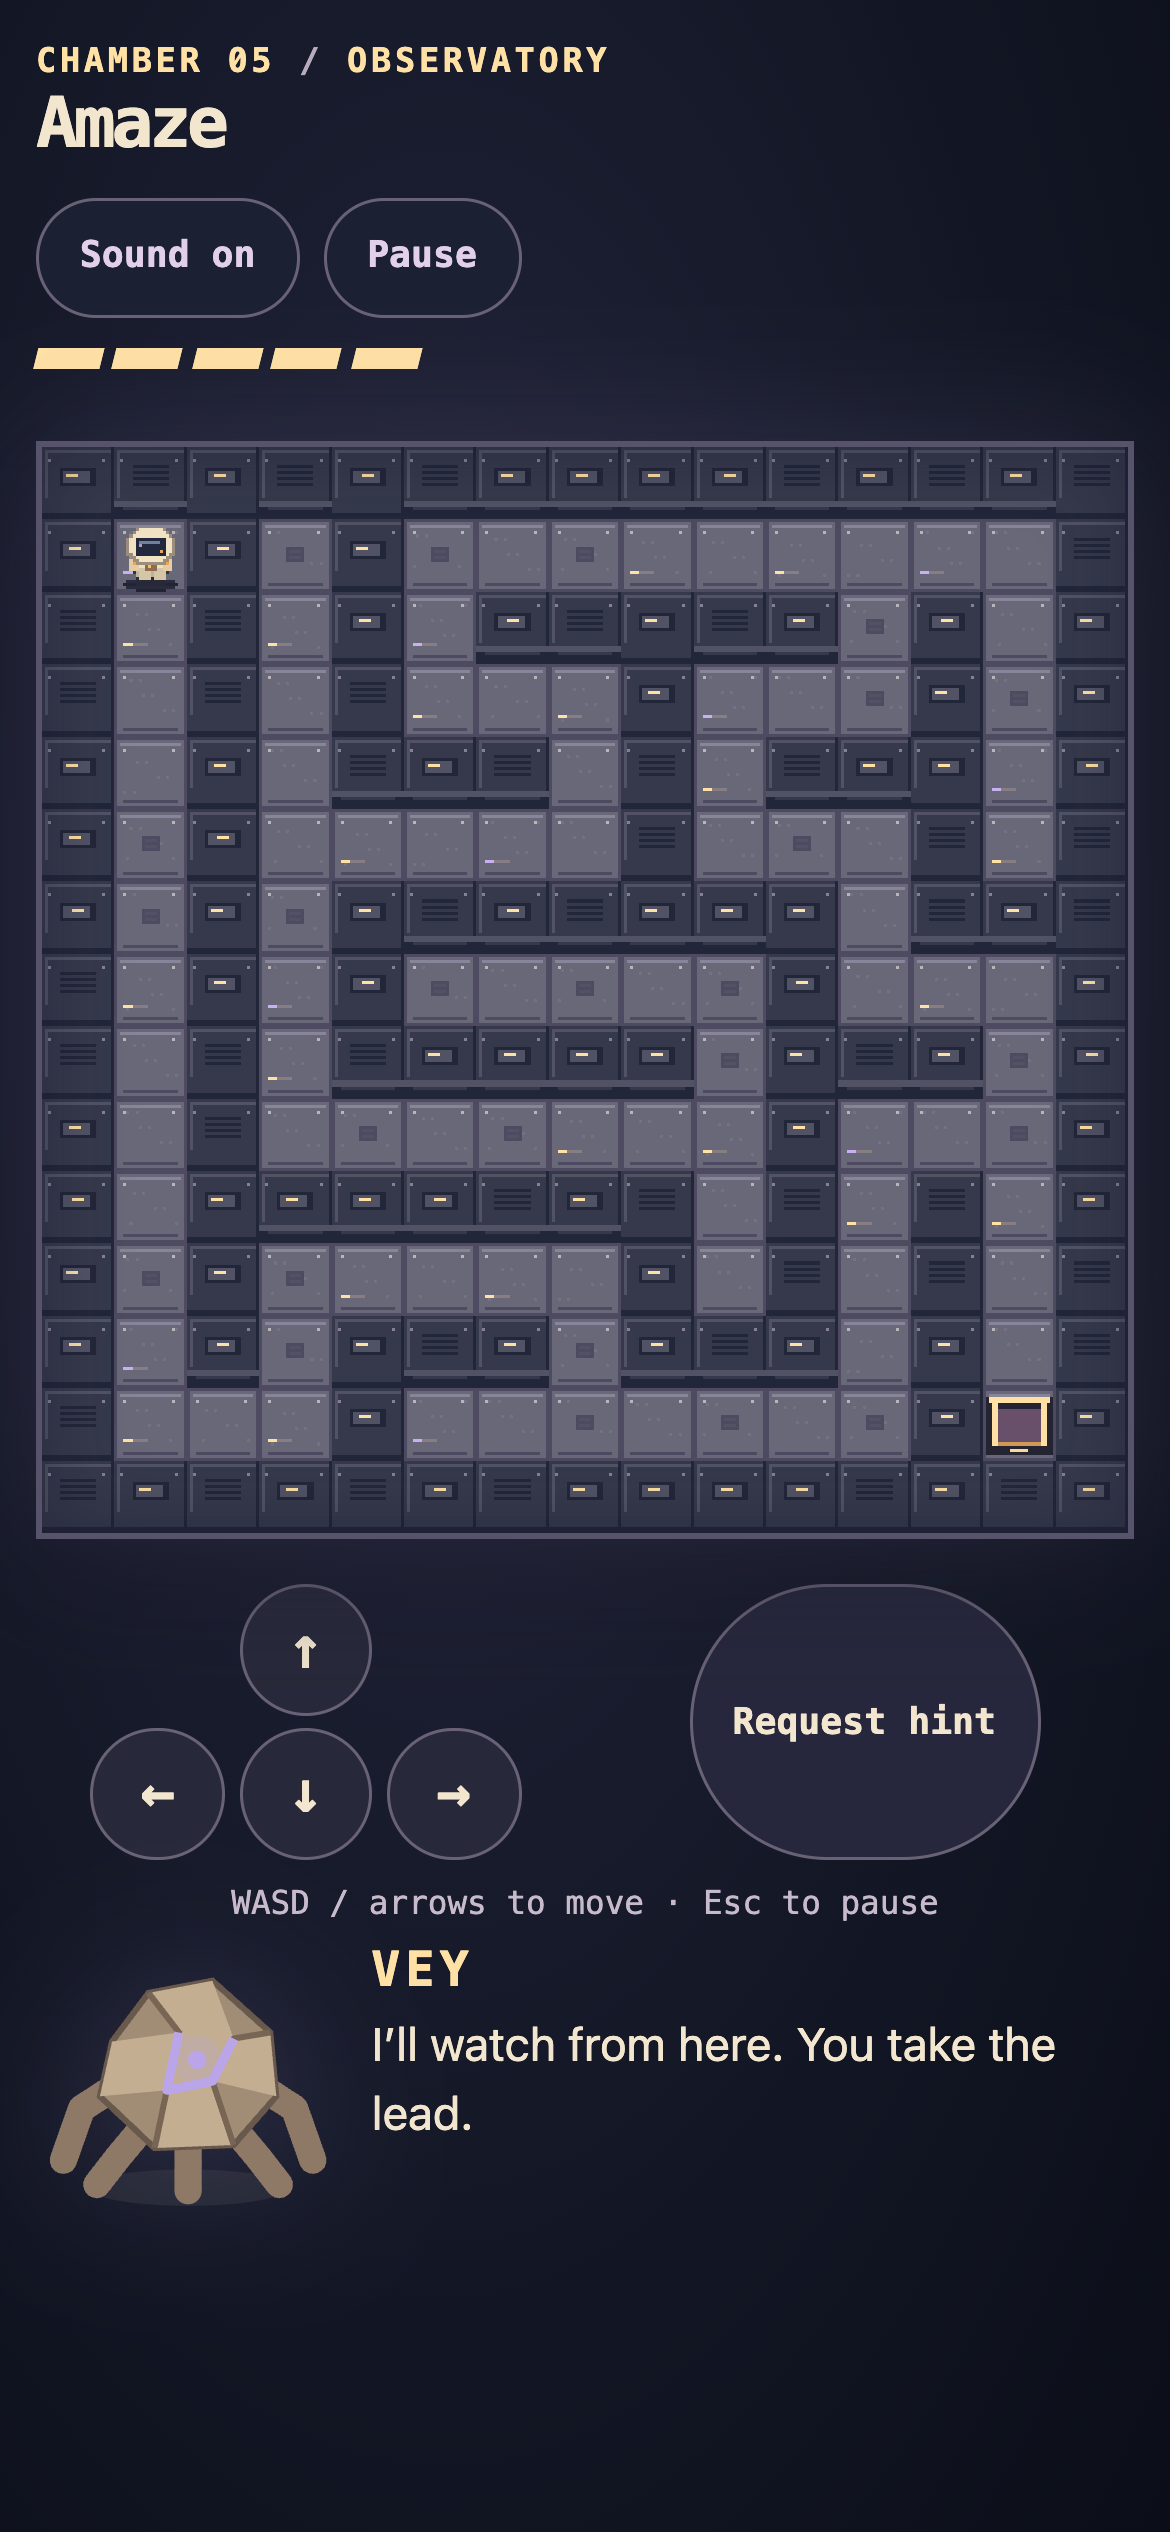 CHAMBER 05 / OBSERVATORY
Amaze
Sound on
Pause
↑
← ↓ →
Request hint
WASD / arrows to move · Esc to pause
VEY
I’ll watch from here. You take the
lead.